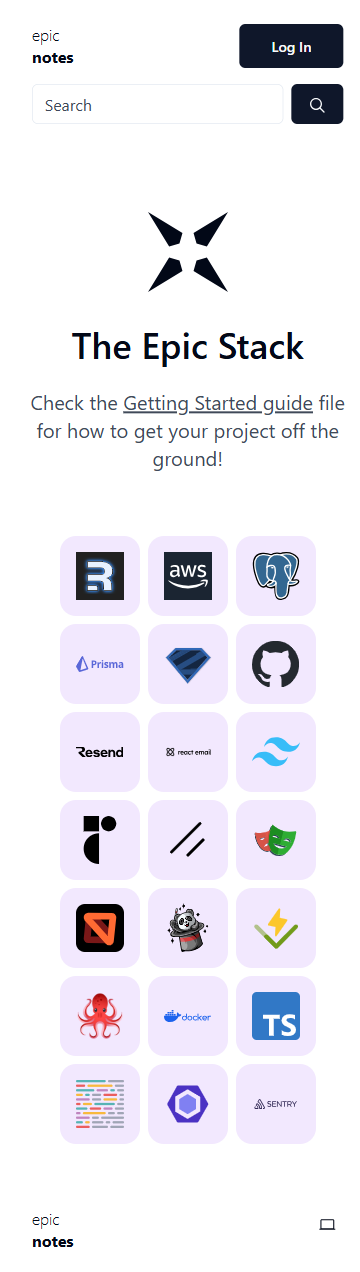 epic
notes
Log In
Search
The Epic Stack
Check the Getting Started guide file
for how to get your project off the
ground!
aws
Prisma
Resend
react email
docker
TS
SENTRY
epic
notes